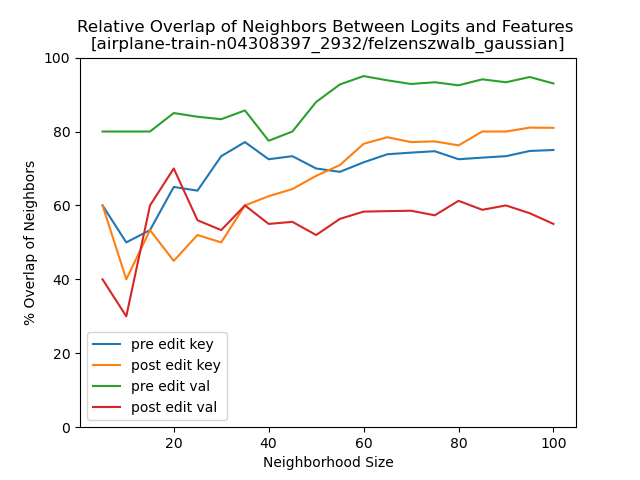 Relative Overlap of Neighbors Between Logits and Features
[airplane-train-n04308397_2932/felzenszwalb_gaussian]
100
80
60
40
20
0
% Overlap of Neighbors
pre edit key
post edit key
pre edit val
post edit val
20 40 60 80 100
Neighborhood Size